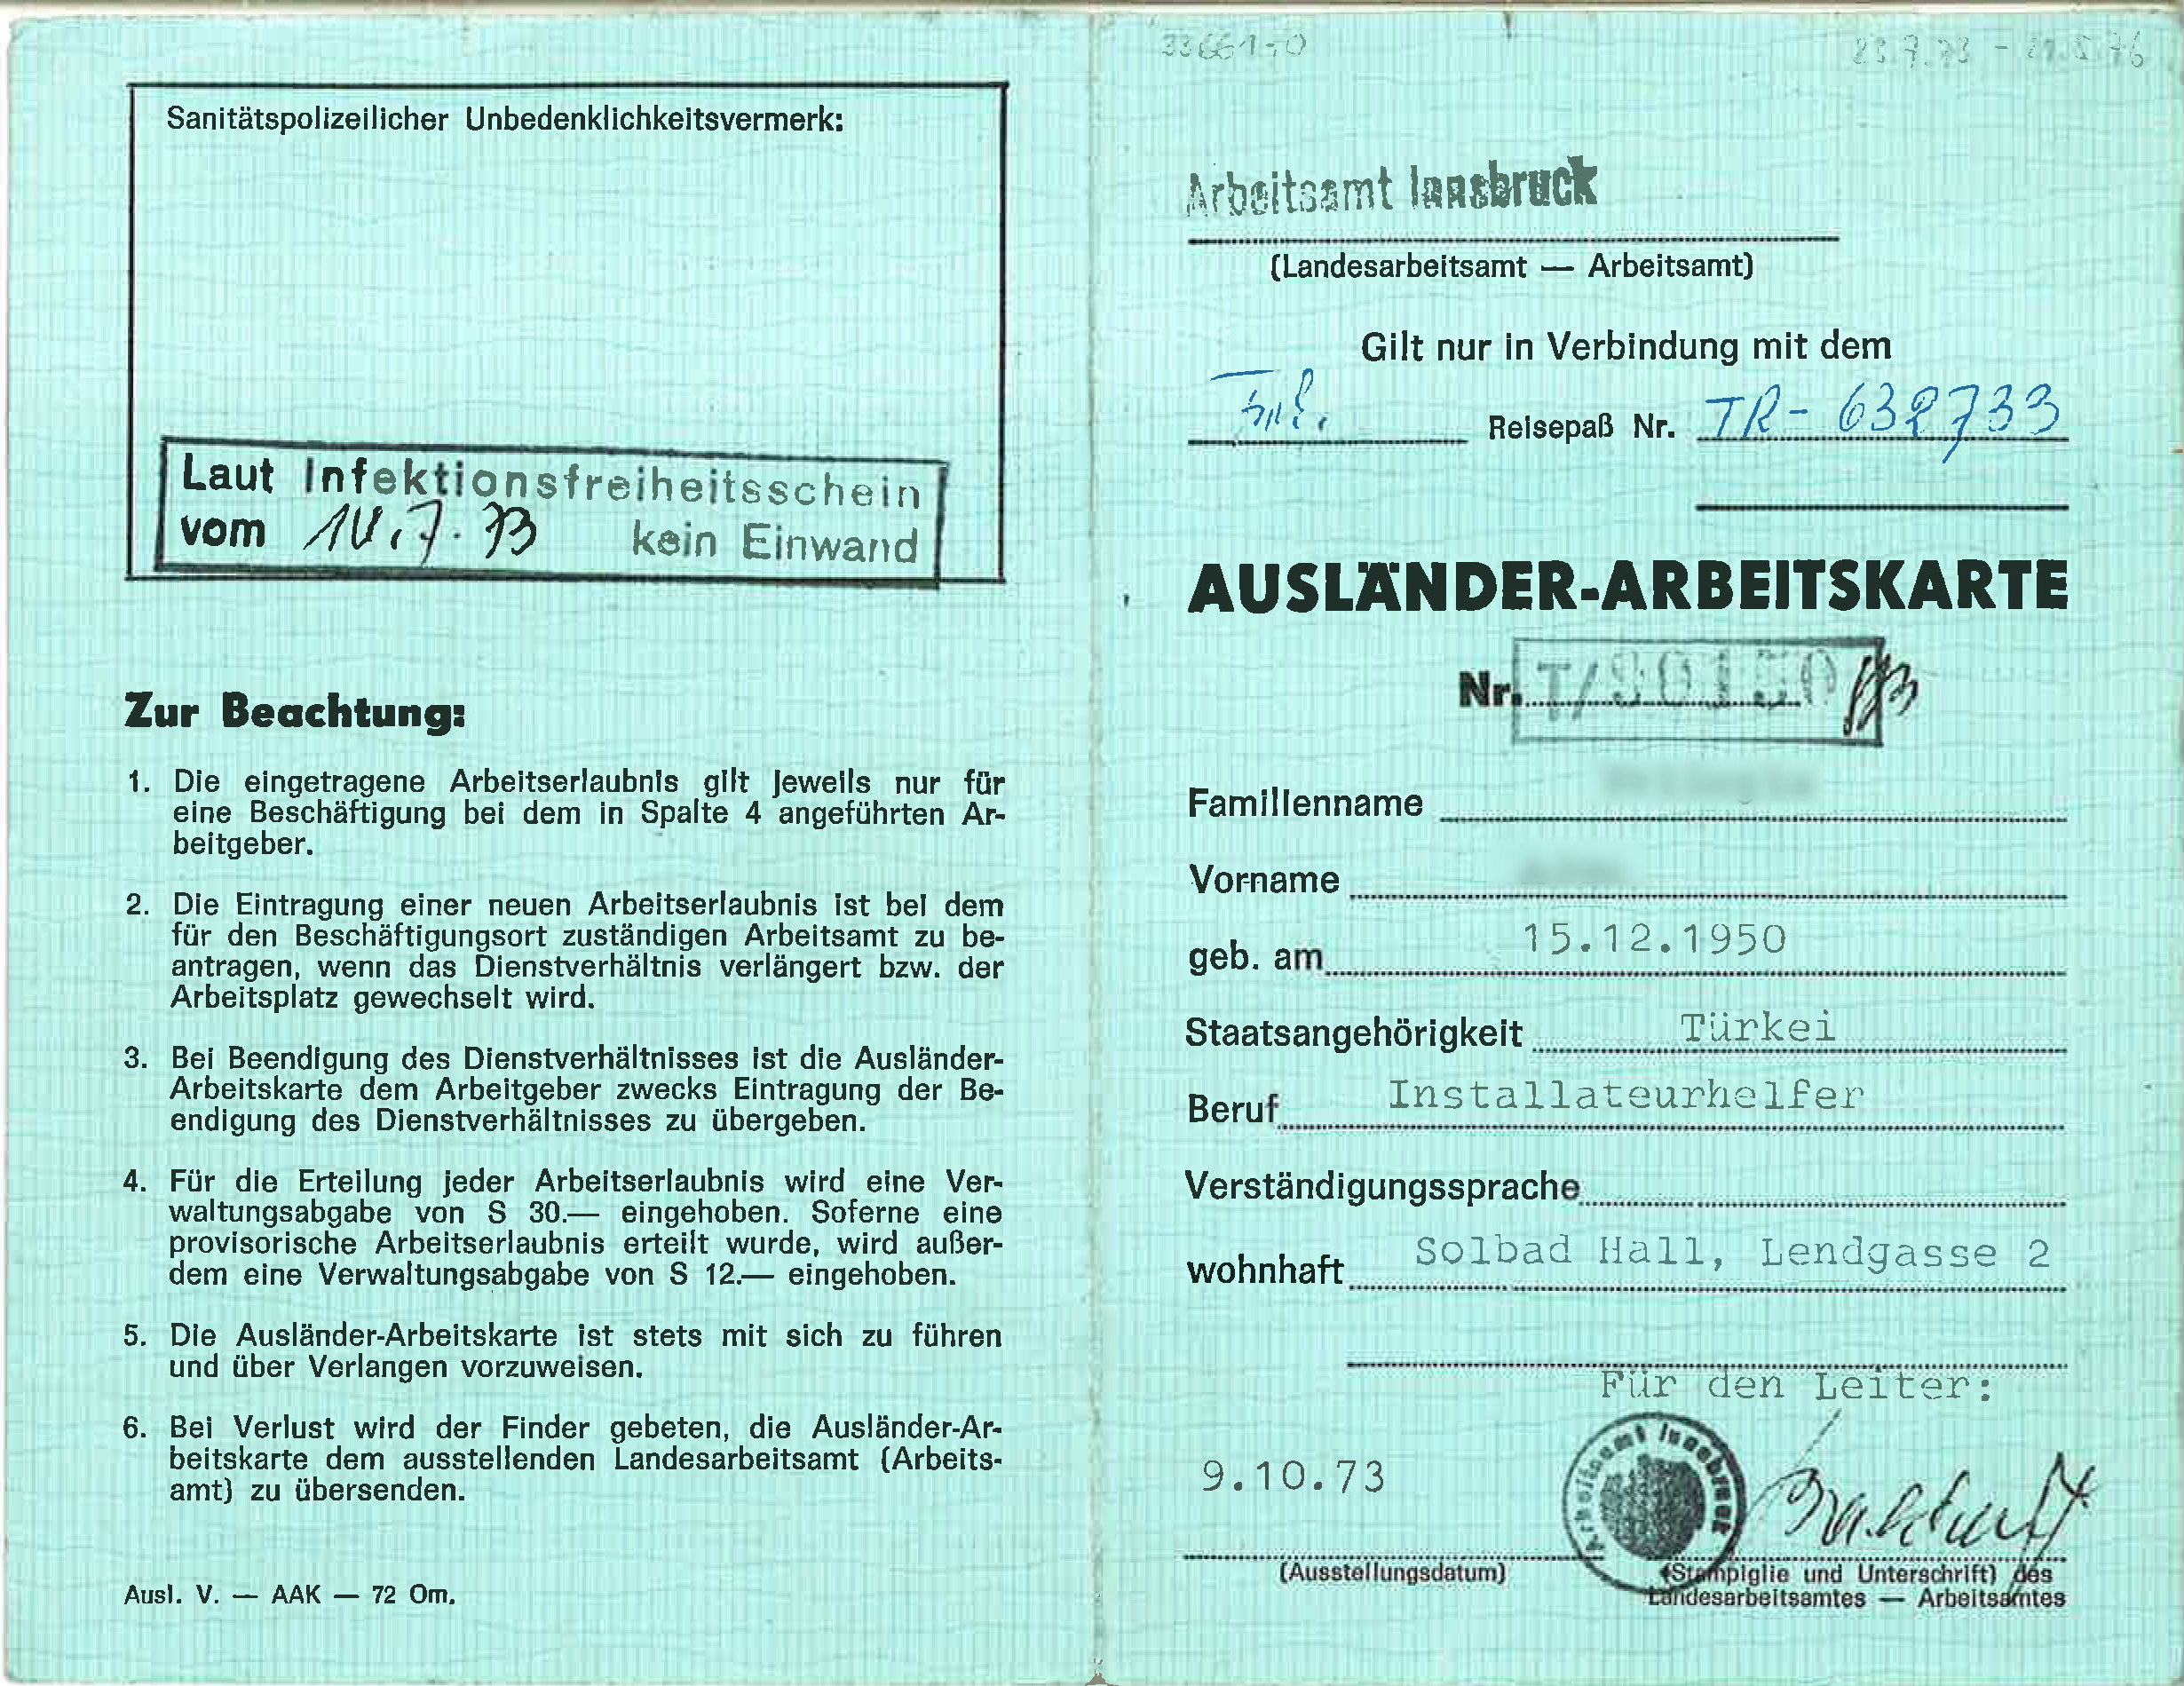 Sanitätspolizeilicher Unbedenklichkeitsvermerk:
Laut Infektionsfreiheitsschein
vom 7. 73 kein Einwand
Zur Beachtung:
1. Die eingetragene Arbeitserlaubnis gilt jeweils nur für
eine Beschäftigung bei dem in Spalte 4 angeführten Ar-
beitgeber.
2. Die Eintragung einer neuen Arbeitserlaubnis ist bei dem
für den Beschäftigungsort zuständigen Arbeitsamt zu be-
antragen, wenn das Dienstverhältnis verlängert bzw. der
Arbeitsplatz gewechselt wird.
3. Bei Beendigung des Dienstverhältnisses ist die Ausländer-
Arbeitskarte dem Arbeitgeber zwecks Eintragung der Be-
endigung des Dienstverhältnisses zu übergeben.
4. Für die Erteilung jeder Arbeitserlaubnis wird eine Ver-
waltungsabgabe von S 30.— eingehoben. Soferne eine
provisorische Arbeitserlaubnis erteilt wurde, wird außer-
dem eine Verwaltungsabgabe von S 12.— eingehoben.
5. Die Ausländer-Arbeitskarte ist stets mit sich zu führen
und über Verlangen vorzuweisen.
6. Bei Verlust wird der Finder gebeten, die Ausländer-Ar-
beitskarte dem ausstellenden Landesarbeitsamt (Arbeits-
amt) zu übersenden.
Ausl. V. — AAK — 72 Om.
Arbeitsamt Innsbruck
(Landesarbeitsamt — Arbeitsamt)
Gilt nur in Verbindung mit dem
Reisepaß Nr. TR- 632733
AUSLÄNDER-ARBEITSKARTE
Nr.
Familienname
Vorname
geb. am 15.12.1950
Staatsangehörigkeit Türkei
Beruf Installateurhelfer
Verständigungssprache
wohnhaft Solbad Hall, Lendgasse 2
Für den Leiter:
9.10.73
Arbeitsamt Innsbruck
(Ausstellungsdatum)
(Stampiglie und Unterschrift) des
Landesarbeitsamtes — Arbeitsamtes